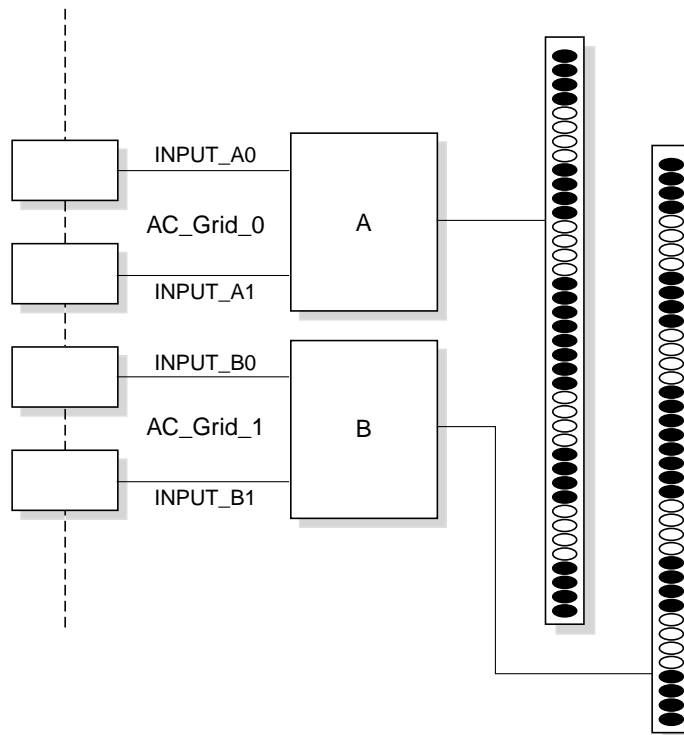 INPUT_A0
AC_Grid_0
A
INPUT_A1
INPUT_B0
AC_Grid_1
B
INPUT_B1